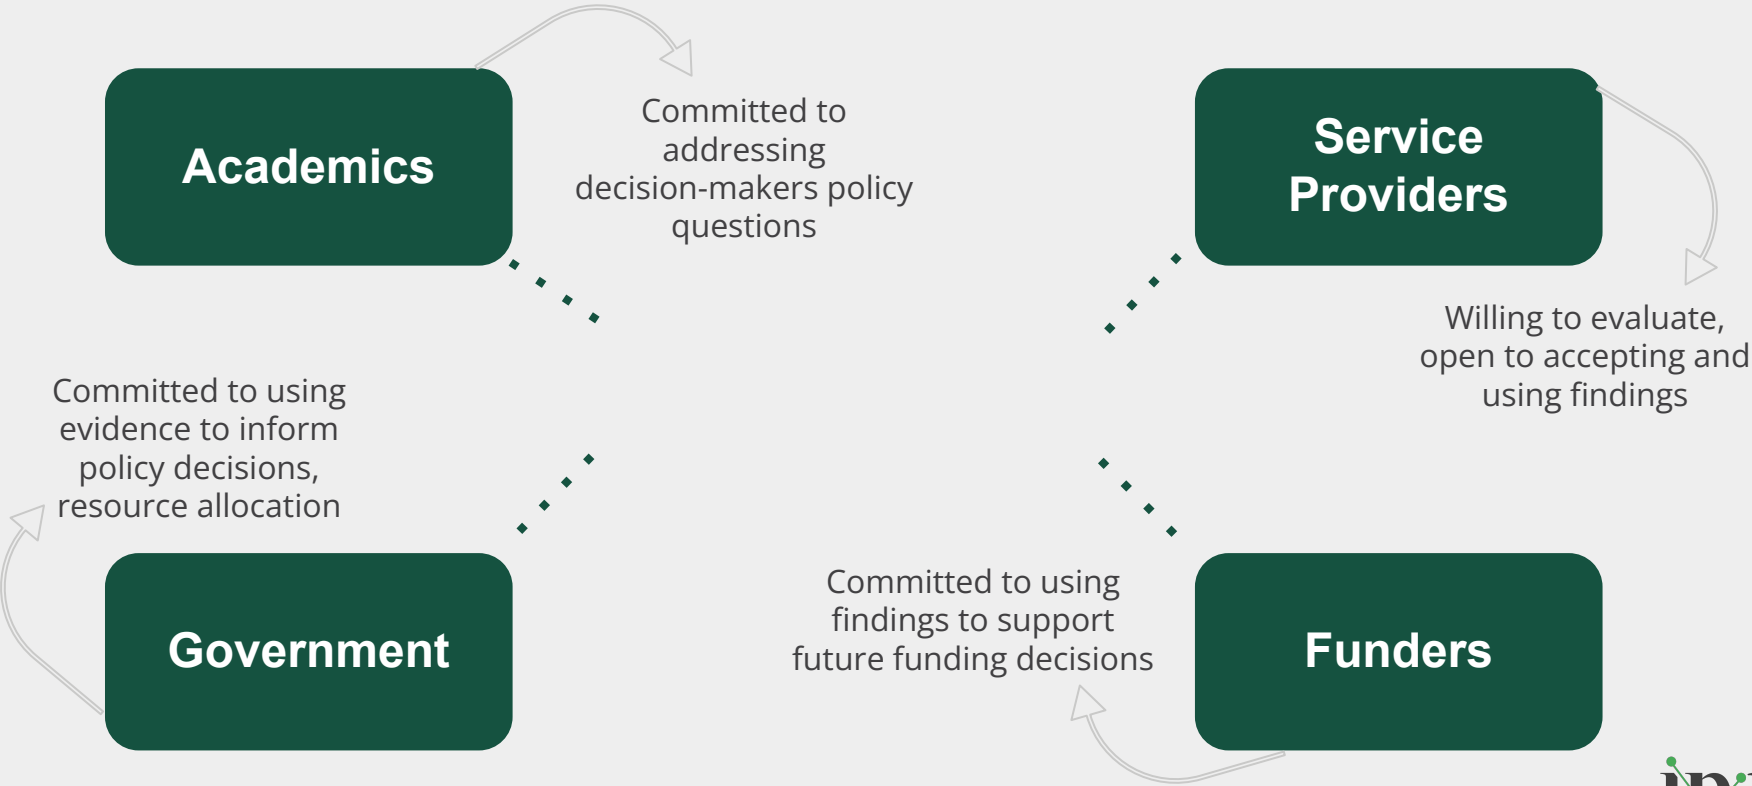 Academics
Committed to
addressing
decision-makers policy
questions
Service
Providers
Willing to evaluate,
open to accepting and
using findings
Committed to using
evidence to inform
policy decisions,
resource allocation
Government
Committed to using
findings to support
future funding decisions
Funders